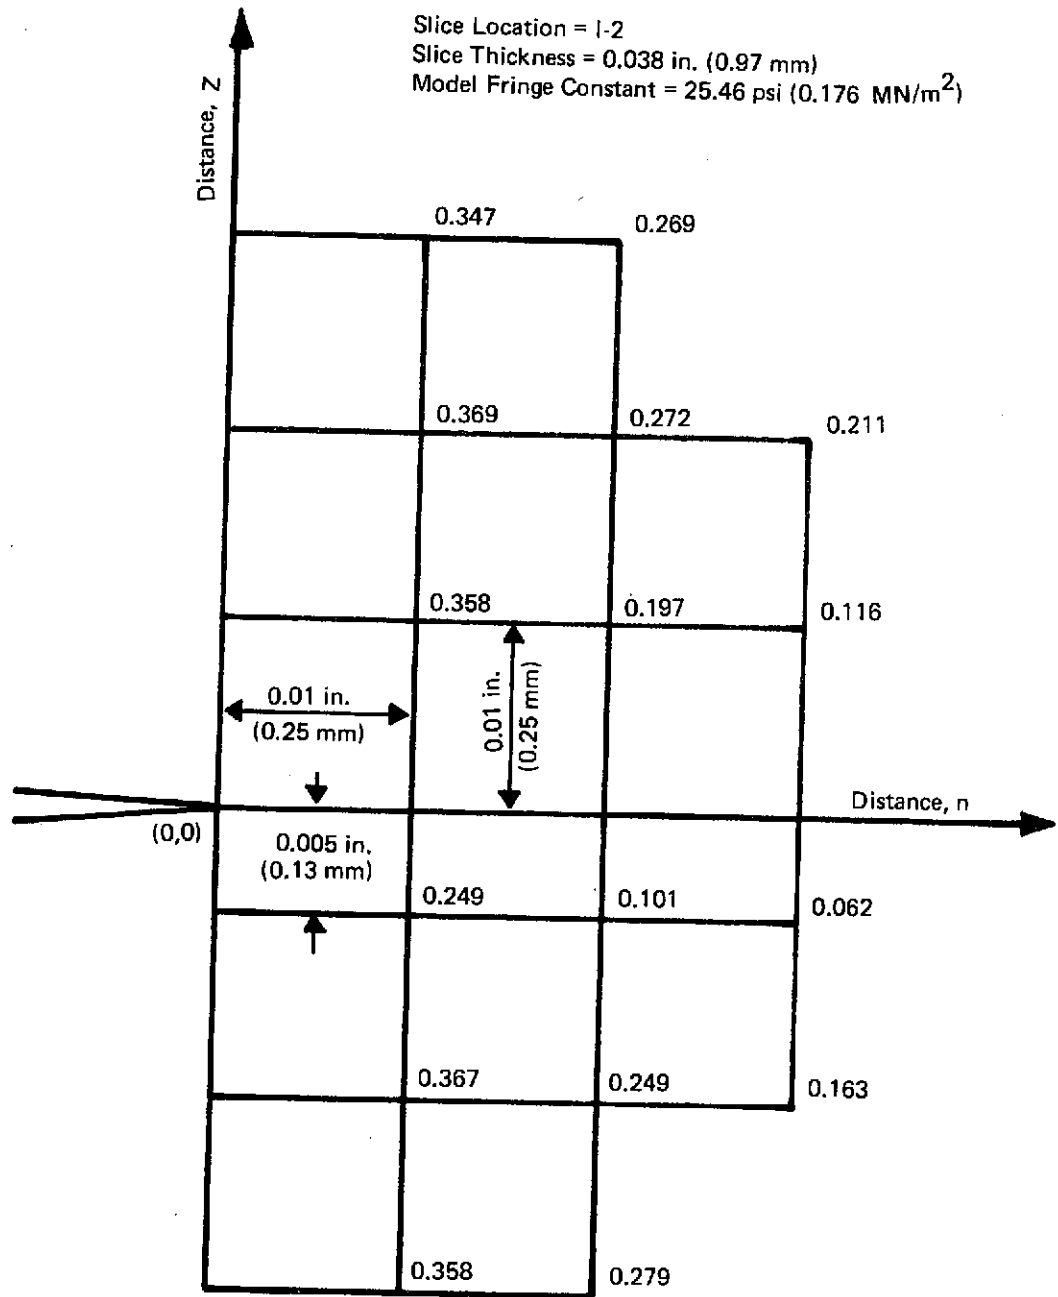 Slice Location = I-2
Slice Thickness = 0.038 in. (0.97 mm)
Model Fringe Constant = 25.46 psi (0.176 MN/m²)
Distance, Z
0.347
0.269
0.369
0.272
0.211
0.358
0.197
0.116
0.01 in.
(0.25 mm)
0.01 in.
(0.25 mm)
Distance, n
(0,0)
0.005 in.
(0.13 mm)
0.249
0.101
0.062
0.367
0.249
0.163
0.358
0.279